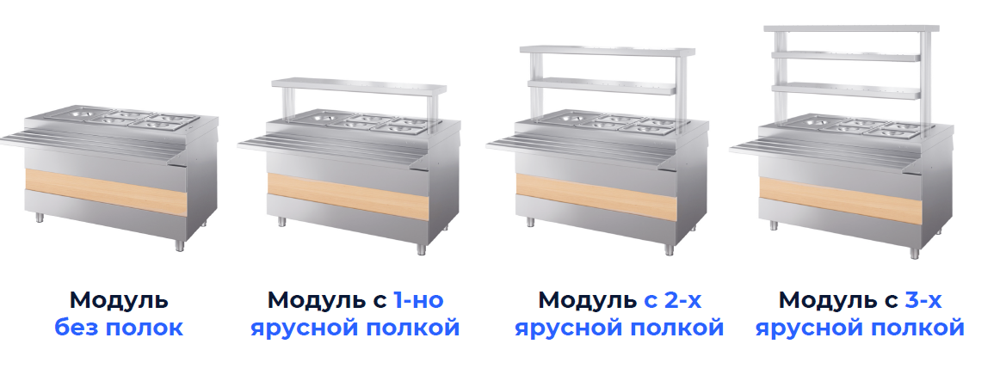 Модуль
без полок
Модуль с 1-но
ярусной полкой
Модуль с 2-х
ярусной полкой
Модуль с 3-х
ярусной полкой